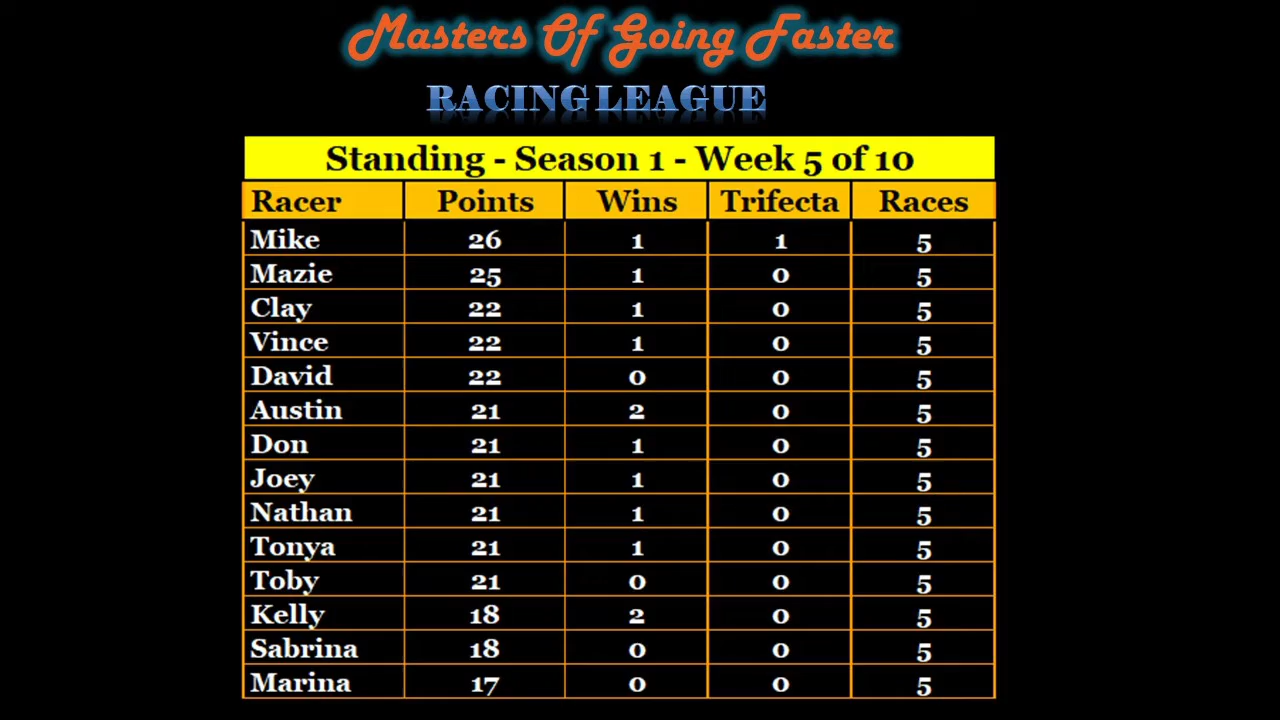 Masters Of Going Faster
RACING LEAGUE
Standing - Season 1 - Week 5 of 10
Racer Points Wins Trifecta Races
Mike 26 1 1 5
Mazie 25 1 0 5
Clay 22 1 0 5
Vince 22 1 0 5
David 22 0 0 5
Austin 21 2 0 5
Don 21 1 0 5
Joey 21 1 0 5
Nathan 21 1 0 5
Tonya 21 1 0 5
Toby 21 0 0 5
Kelly 18 2 0 5
Sabrina 18 0 0 5
Marina 17 0 0 5